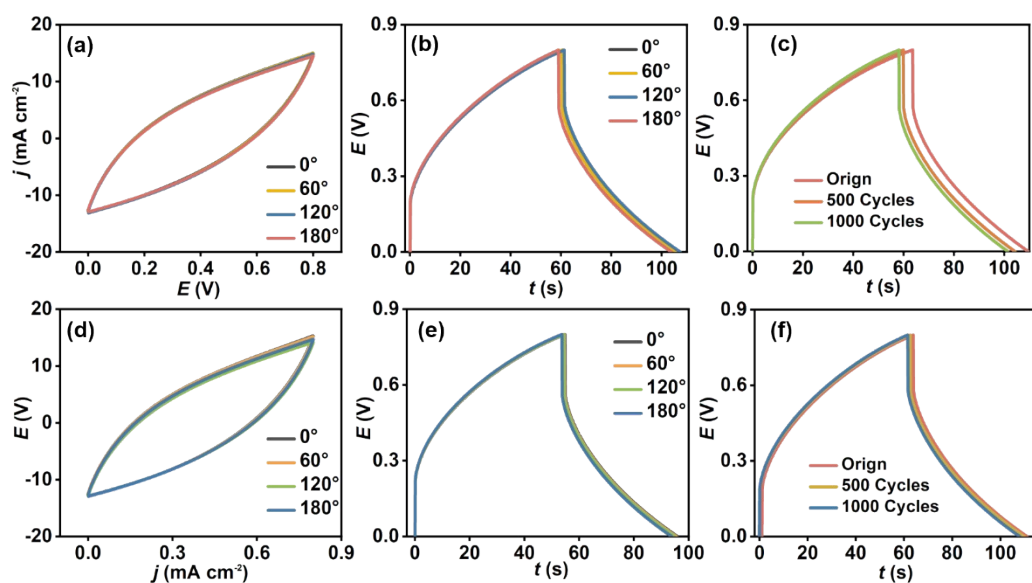 (a)
20
10
0
-10
-20
j (mA cm-2)
0.0 0.2 0.4 0.6 0.8
E (V)
0°
60°
120°
180°
(b)
0.9
0.6
0.3
0.0
E (V)
0 20 40 60 80 100
t (s)
0°
60°
120°
180°
(c)
0.9
0.6
0.3
0.0
E (V)
0 20 40 60 80 100
t (s)
Orign
500 Cycles
1000 Cycles
(d)
20
10
0
-10
-20
E (V)
0.0 0.3 0.6 0.9
j (mA cm-2)
0°
60°
120°
180°
(e)
0.9
0.6
0.3
0.0
E (V)
0 20 40 60 80 100
t (s)
0°
60°
120°
180°
(f)
0.9
0.6
0.3
0.0
E (V)
0 20 40 60 80 100
t (s)
Orign
500 Cycles
1000 Cycles